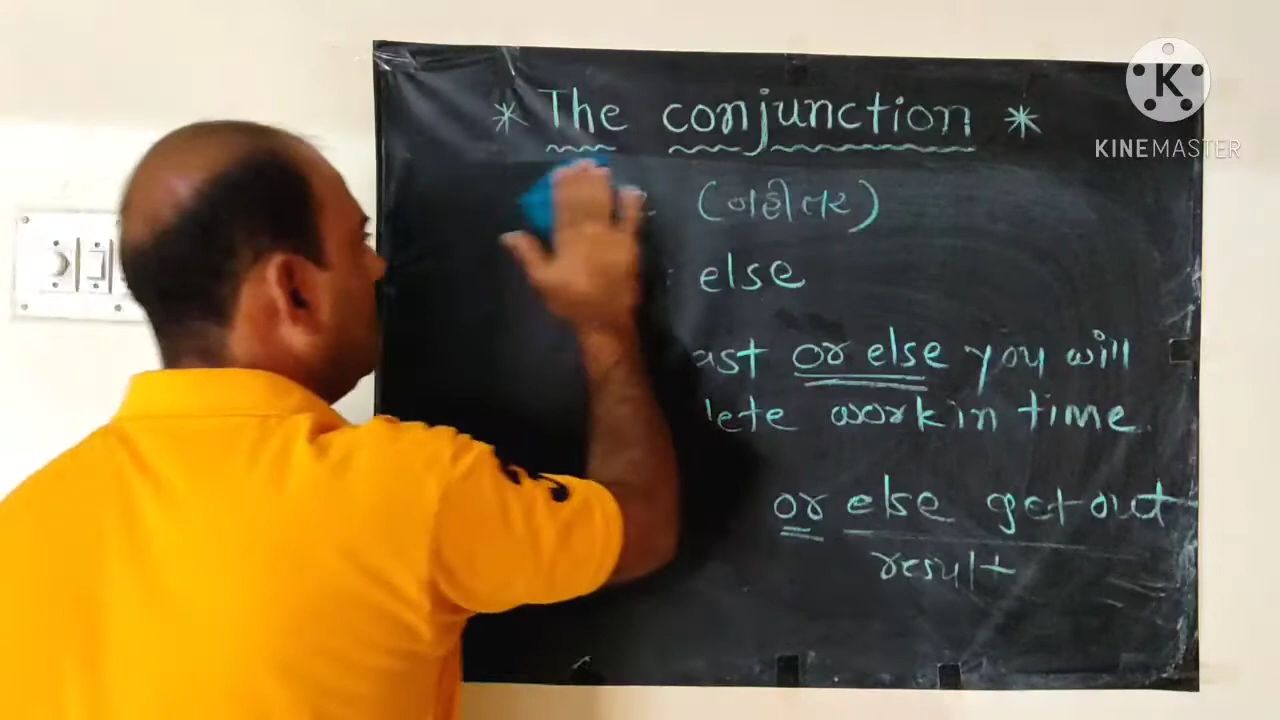 * The conjunction *
(નહીતર)
else
ast or else you will
lete work in time.
or else get out
result
K
KINEMASTER